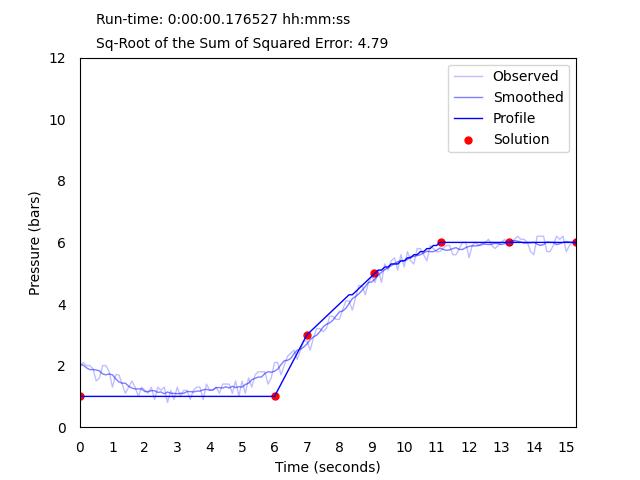 Run-time: 0:00:00.176527 hh:mm:ss
Sq-Root of the Sum of Squared Error: 4.79
12
10
8
6
4
2
0
Pressure (bars)
Observed
Smoothed
Profile
Solution
0 1 2 3 4 5 6 7 8 9 10 11 12 13 14 15
Time (seconds)